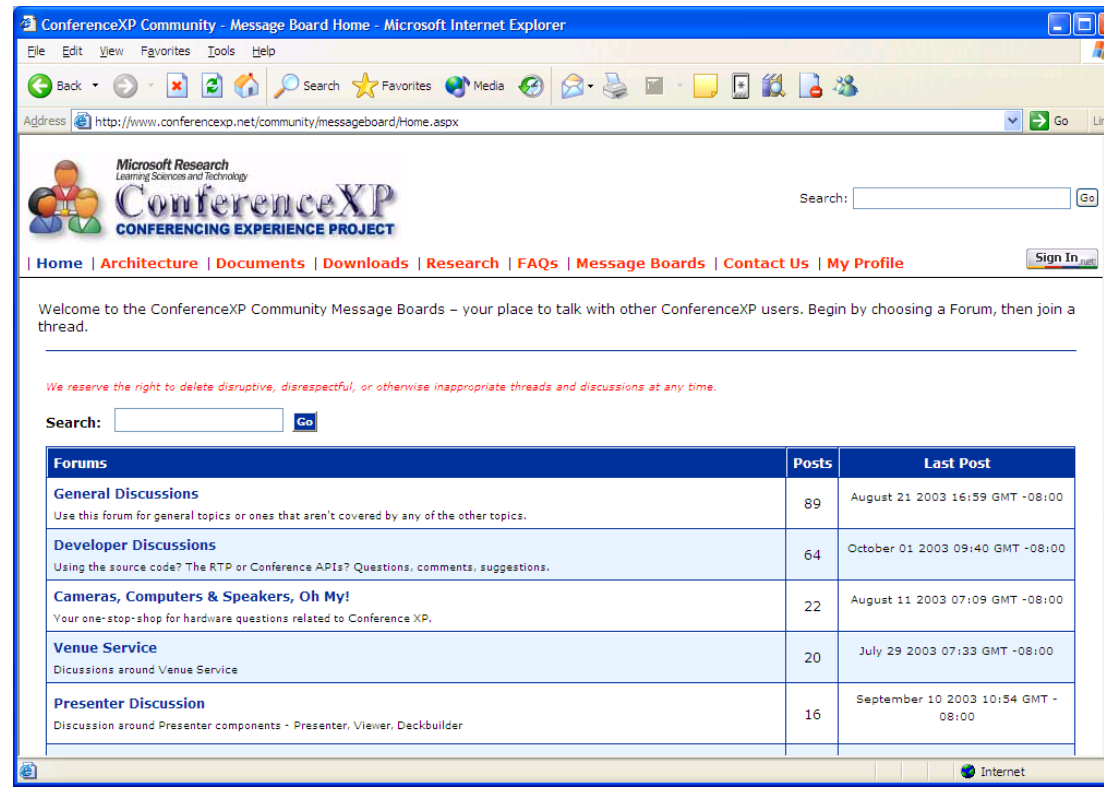 ConferenceXP Community - Message Board Home - Microsoft Internet Explorer
File Edit View Favorites Tools Help
Back Search Favorites Media
Address http://www.conferencexp.net/community/messageboard/Home.aspx Go
Microsoft Research
Learning Sciences and Technology
ConferenceXP
CONFERENCING EXPERIENCE PROJECT
Search: Go
| Home | Architecture | Documents | Downloads | Research | FAQs | Message Boards | Contact Us | My Profile
Sign In .net
Welcome to the ConferenceXP Community Message Boards – your place to talk with other ConferenceXP users. Begin by choosing a Forum, then join a
thread.
We reserve the right to delete disruptive, disrespectful, or otherwise inappropriate threads and discussions at any time.
Search: Go
Forums Posts Last Post
General Discussions
Use this forum for general topics or ones that aren't covered by any of the other topics.
89 August 21 2003 16:59 GMT -08:00
Developer Discussions
Using the source code? The RTP or Conference APIs? Questions, comments, suggestions.
64 October 01 2003 09:40 GMT -08:00
Cameras, Computers & Speakers, Oh My!
Your one-stop-shop for hardware questions related to Conference XP.
22 August 11 2003 07:09 GMT -08:00
Venue Service
Dicussions around Venue Service
20 July 29 2003 07:33 GMT -08:00
Presenter Discussion
Discussion around Presenter components - Presenter, Viewer, Deckbuilder
16 September 10 2003 10:54 GMT -
08:00
Internet